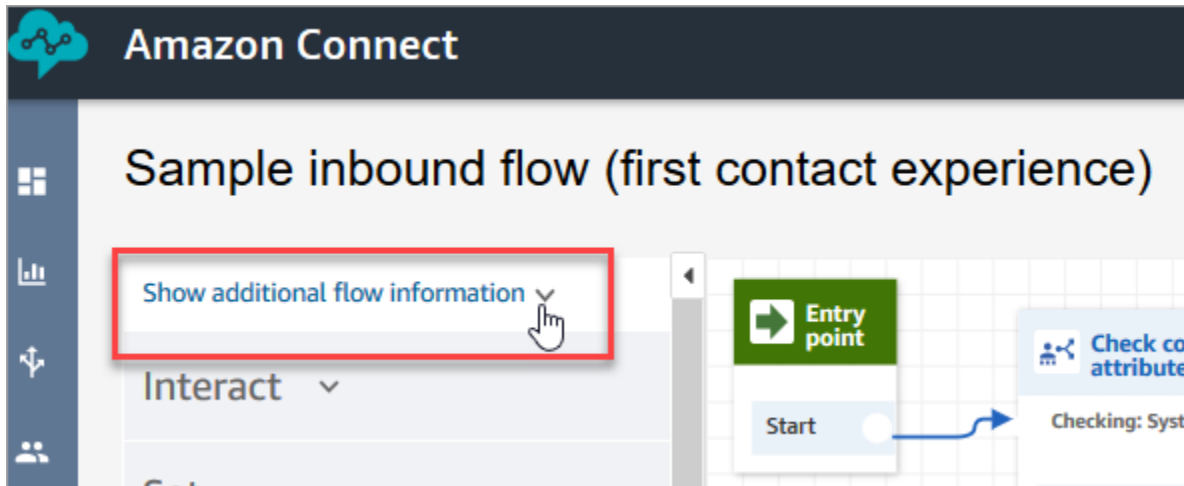 Amazon Connect
Sample inbound flow (first contact experience)
Show additional flow information
Interact
Entry
point
Start
Check co
attribute
Checking: Syst